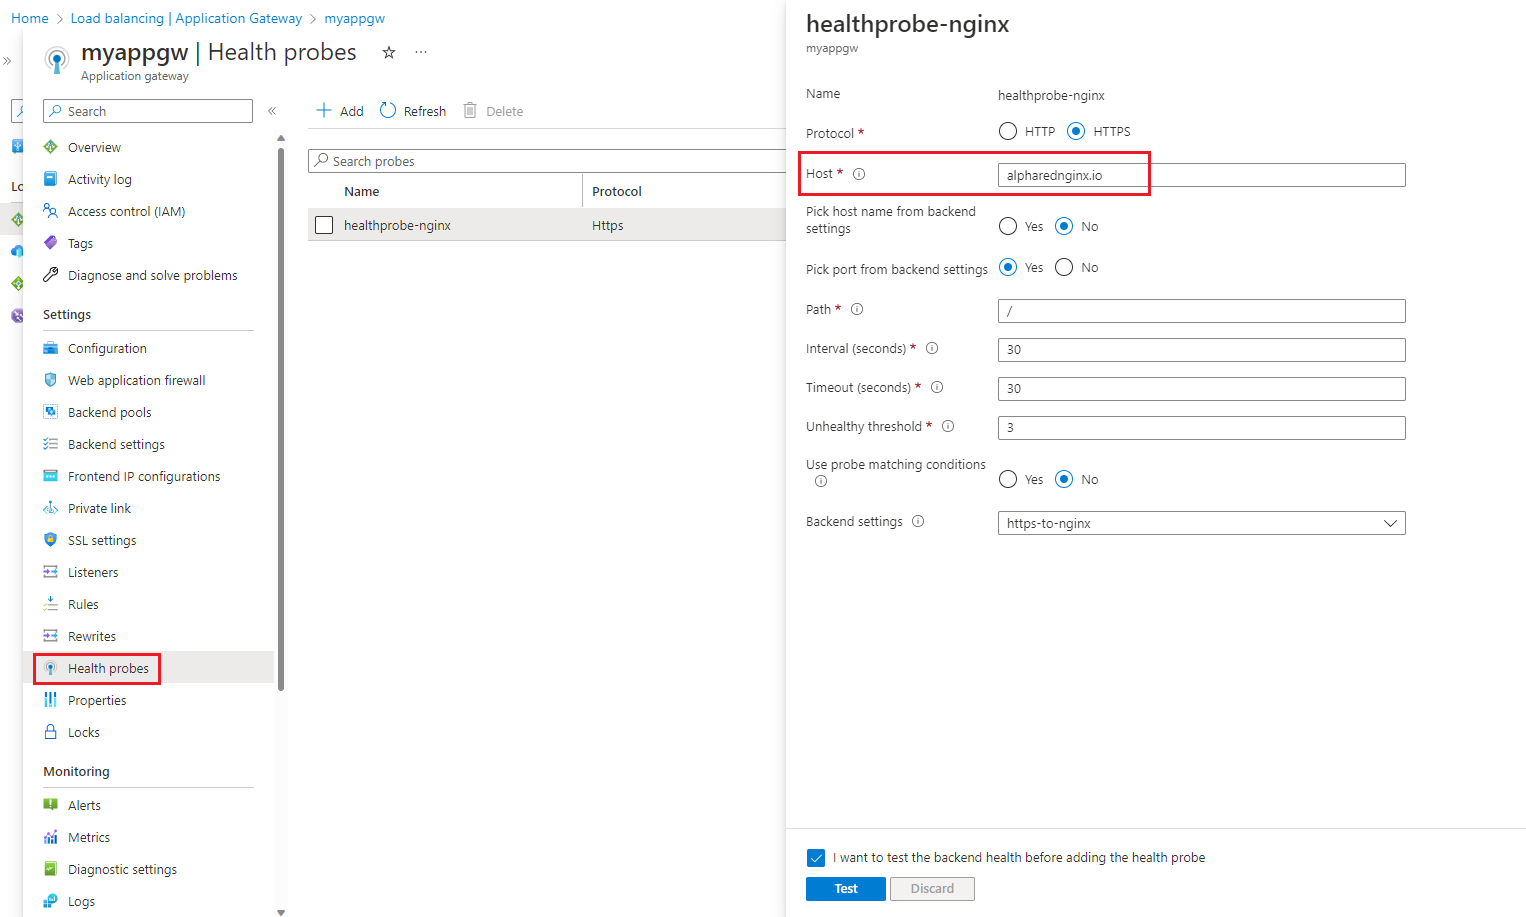 Home > Load balancing | Application Gateway > myappgw
myappgw | Health probes
Application gateway
Search
Overview
Activity log
Access control (IAM)
Tags
Diagnose and solve problems
Settings
Configuration
Web application firewall
Backend pools
Backend settings
Frontend IP configurations
Private link
SSL settings
Listeners
Rules
Rewrites
Health probes
Properties
Locks
Monitoring
Alerts
Metrics
Diagnostic settings
Logs
Lo
Add Refresh Delete
Search probes
Name Protocol
healthprobe-nginx Https
healthprobe-nginx
myappgw
Name healthprobe-nginx
Protocol * HTTP HTTPS
Host * alpharednginx.io
Pick host name from backend
settings Yes No
Pick port from backend settings Yes No
Path * /
Interval (seconds) * 30
Timeout (seconds) * 30
Unhealthy threshold * 3
Use probe matching conditions Yes No
Backend settings https-to-nginx
I want to test the backend health before adding the health probe
Test Discard